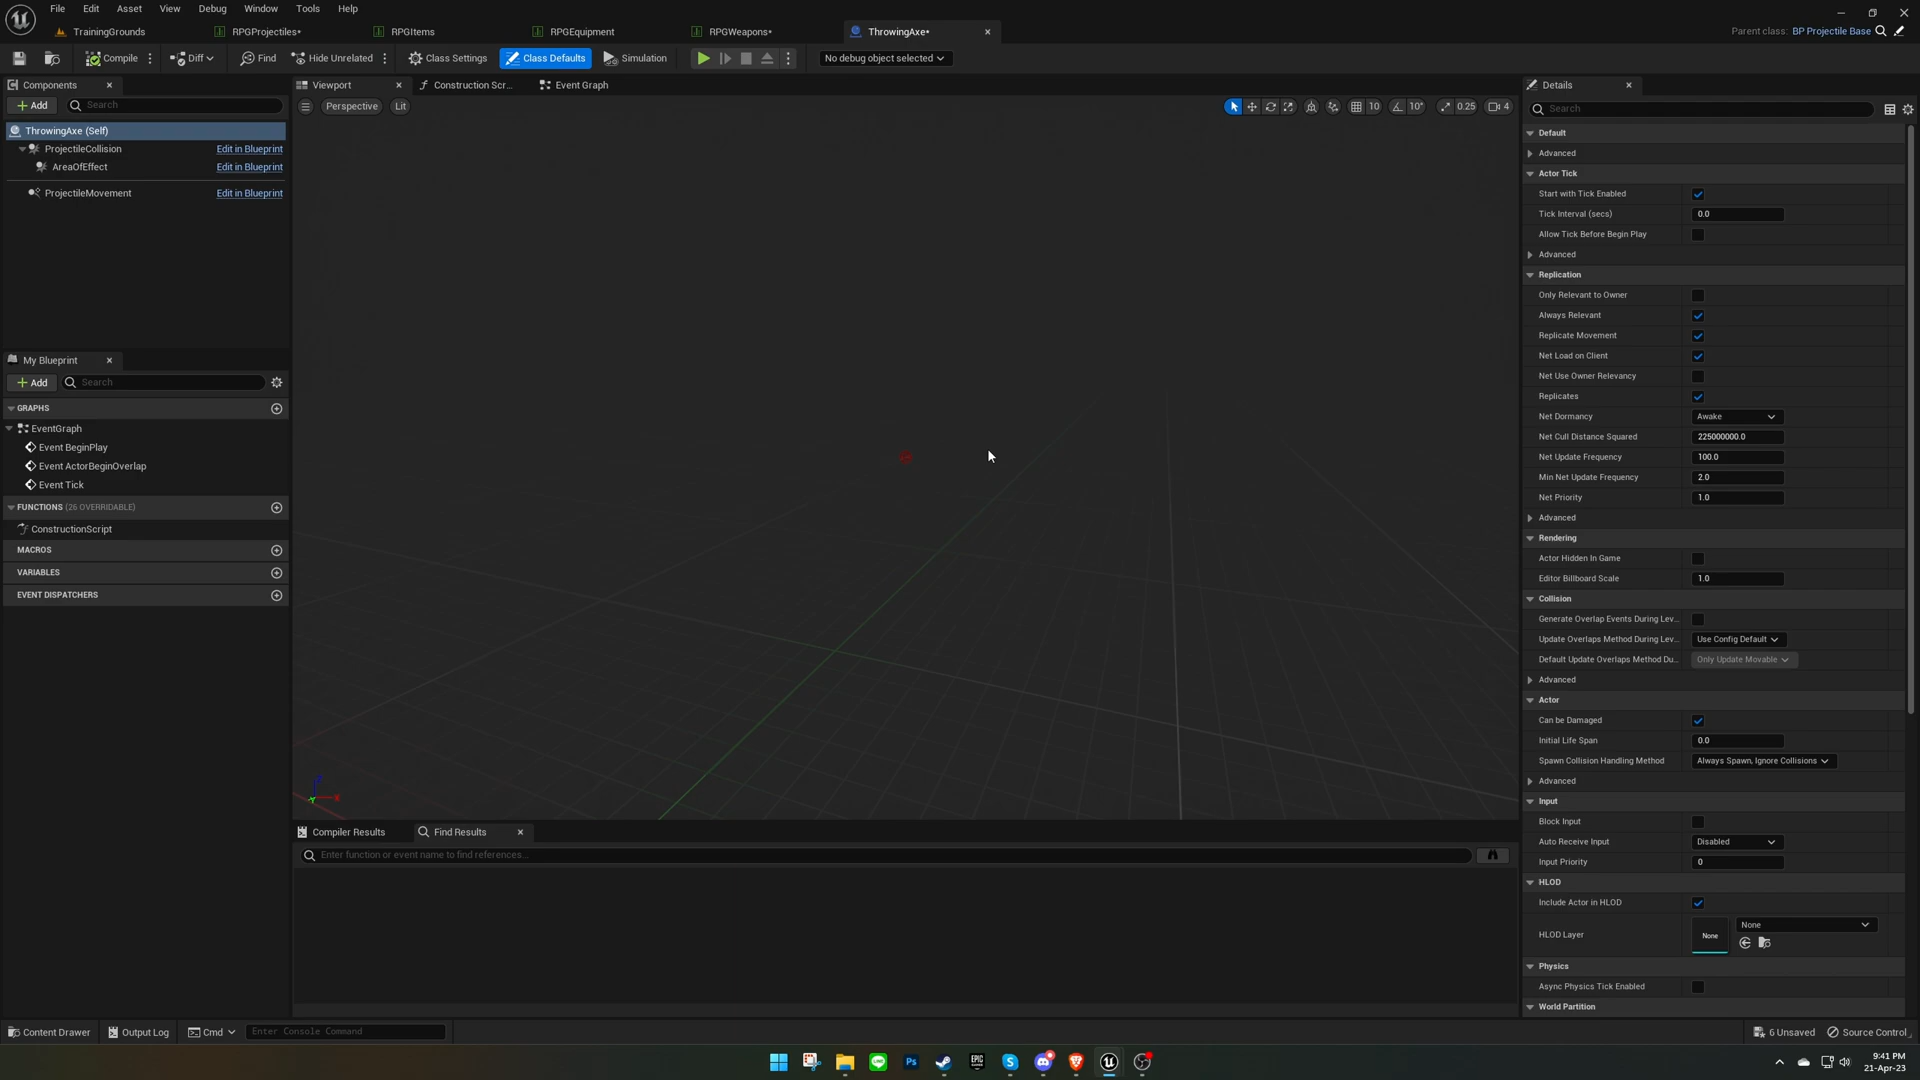 File Edit Asset View Debug Window Tools Help
TrainingGrounds RPGProjectiles* RPGItems RPGEquipment RPGWeapons* ThrowingAxe* Parent class: BP Projectile Base
Compile Diff Find Hide Unrelated Class Settings Class Defaults Simulation No debug object selected
Components
Add Search
ThrowingAxe (Self)
ProjectileCollision Edit in Blueprint
AreaOfEffect Edit in Blueprint
ProjectileMovement Edit in Blueprint
My Blueprint
Add Search
GRAPHS
EventGraph
Event BeginPlay
Event ActorBeginOverlap
Event Tick
FUNCTIONS (26 OVERRIDABLE)
ConstructionScript
MACROS
VARIABLES
EVENT DISPATCHERS
Viewport Construction Scr... Event Graph
Perspective Lit 10 10° 0.25 4
Compiler Results Find Results
Enter function or event name to find references...
Details
Search
Default
Advanced
Actor Tick
Start with Tick Enabled
Tick Interval (secs) 0.0
Allow Tick Before Begin Play
Advanced
Replication
Only Relevant to Owner
Always Relevant
Replicate Movement
Net Load on Client
Net Use Owner Relevancy
Replicates
Net Dormancy Awake
Net Cull Distance Squared 225000000.0
Net Update Frequency 100.0
Min Net Update Frequency 2.0
Net Priority 1.0
Advanced
Rendering
Actor Hidden In Game
Editor Billboard Scale 1.0
Collision
Generate Overlap Events During Lev...
Update Overlaps Method During Lev... Use Config Default
Default Update Overlaps Method Du... Only Update Movable
Advanced
Actor
Can be Damaged
Initial Life Span 0.0
Spawn Collision Handling Method Always Spawn, Ignore Collisions
Advanced
Input
Block Input
Auto Receive Input Disabled
Input Priority 0
HLOD
Include Actor in HLOD
HLOD Layer None None
Physics
Async Physics Tick Enabled
World Partition
Content Drawer Output Log Cmd Enter Console Command 6 Unsaved Source Control
Ps EPIC
9:41 PM
21-Apr-23